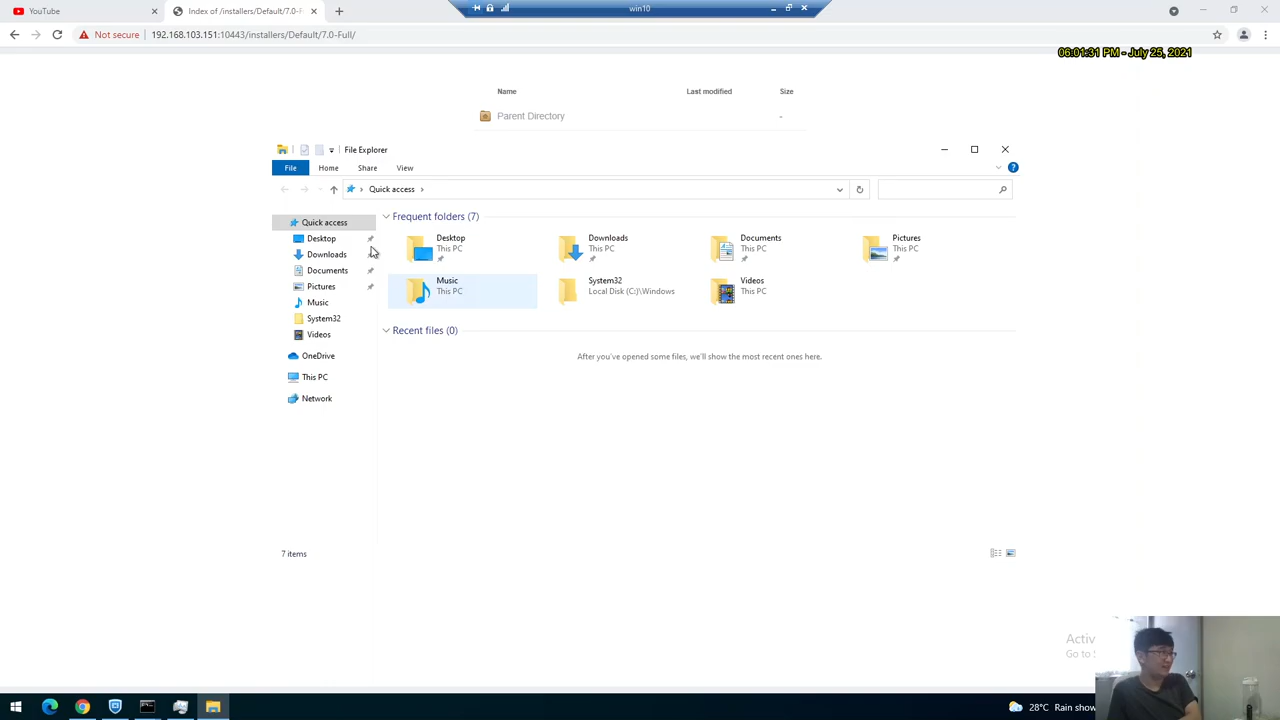 YouTube
Index of /installers/Default/7.0-F
win10
Not secure
192.168.103.151:10443/installers/Default/7.0-Full/
06:01:31 PM - July 25, 2021
Name Last modified Size
Parent Directory -
File Explorer
File Home Share View
Quick access
Quick access
Desktop
Downloads
Documents
Pictures
Music
System32
Videos
OneDrive
This PC
Network
Frequent folders (7)
Desktop
This PC
Downloads
This PC
Documents
This PC
Pictures
This PC
Music
This PC
System32
Local Disk (C:)\Windows
Videos
This PC
Recent files (0)
After you've opened some files, we'll show the most recent ones here.
7 items
Activ
Go to S
28°C Rain show